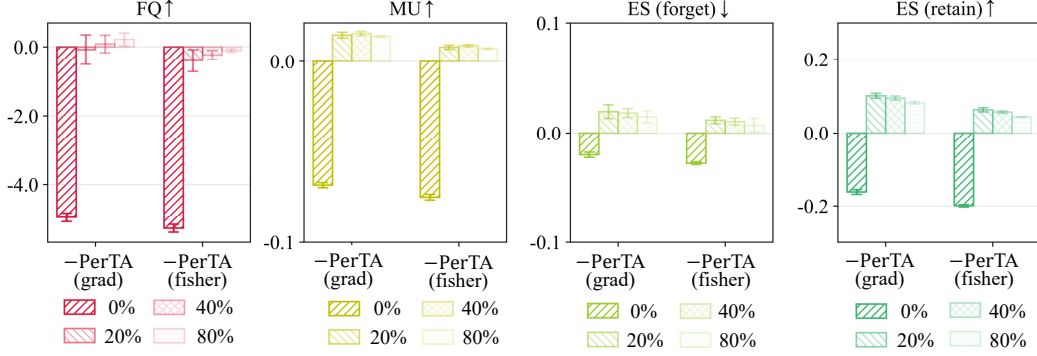 FQ↑
0.0
-2.0
-4.0
−PerTA
(grad)
−PerTA
(fisher)
0%
40%
20%
80%
MU↑
0.0
-0.1
−PerTA
(grad)
−PerTA
(fisher)
0%
40%
20%
80%
ES (forget)↓
0.1
0.0
-0.1
−PerTA
(grad)
−PerTA
(fisher)
0%
40%
20%
80%
ES (retain)↑
0.2
0.0
-0.2
−PerTA
(grad)
−PerTA
(fisher)
0%
40%
20%
80%